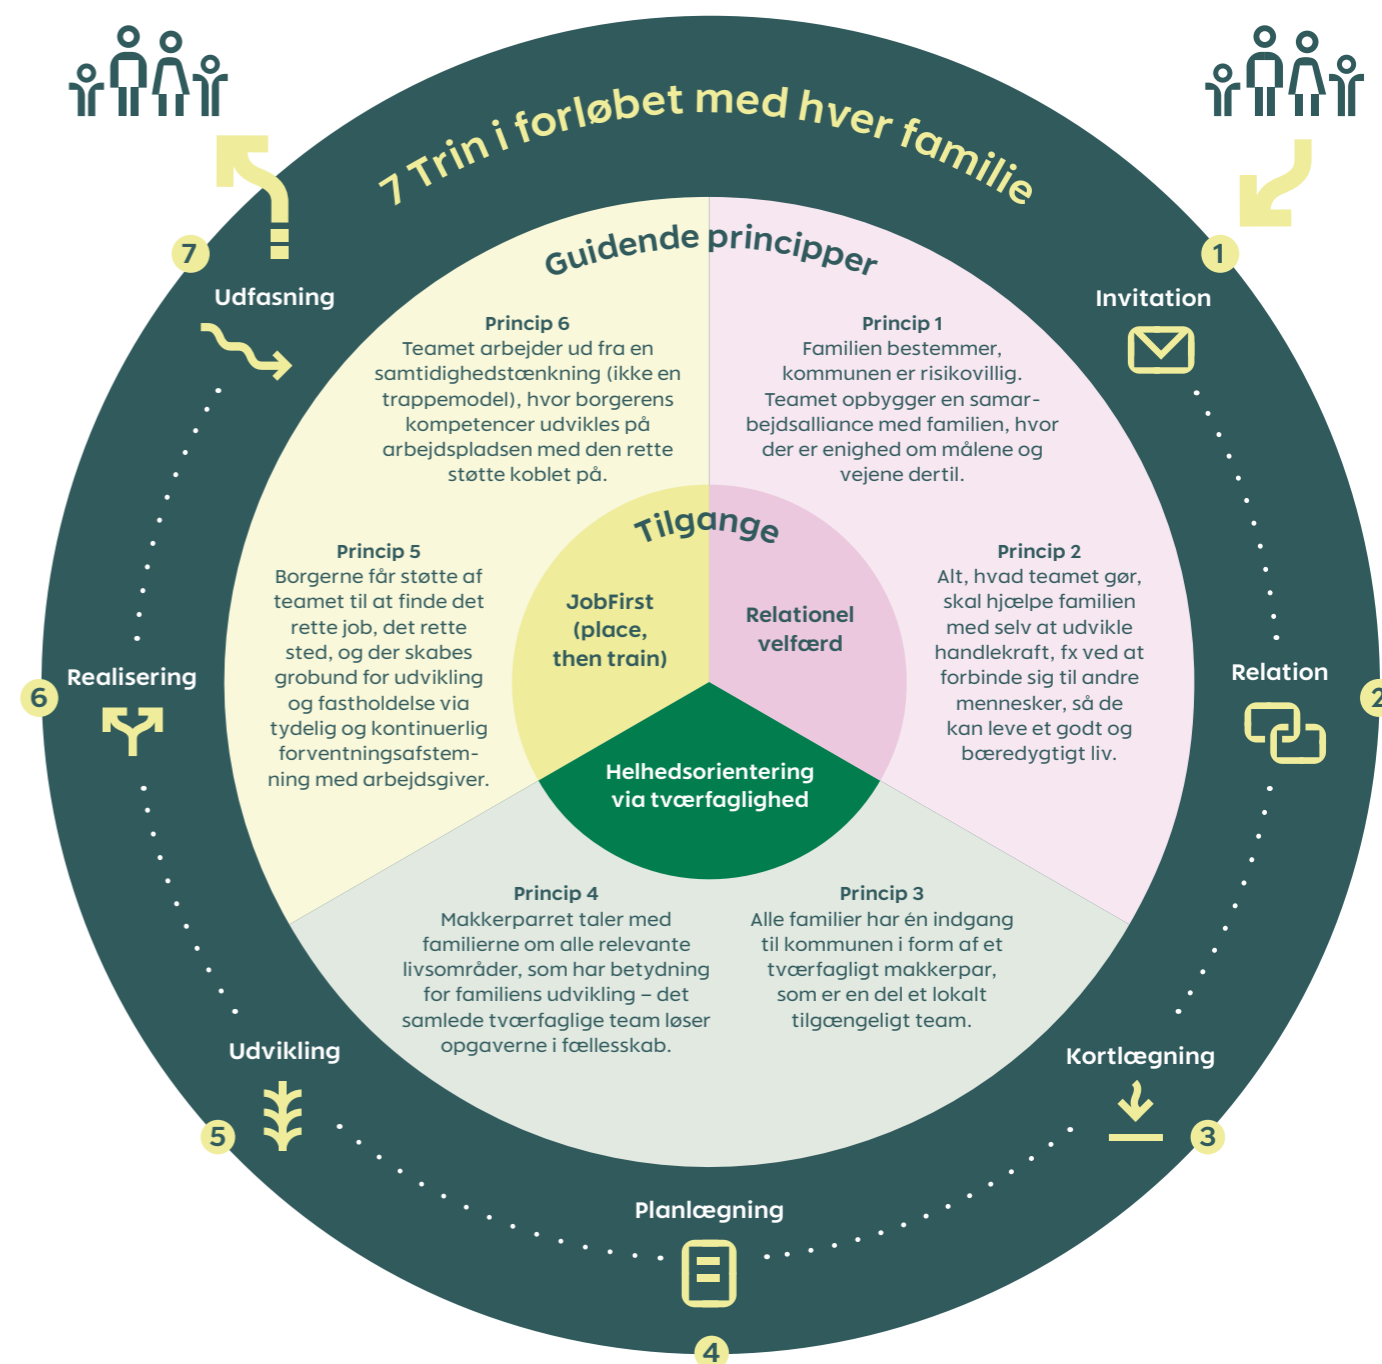 7 Trin i forløbet med hver familie
1
Invitation
2
Relation
3
Kortlægning
4
Planlægning
5
Udvikling
6
Realisering
7
Udfasning
Guidende principper
Princip 1
Familien bestemmer,
kommunen er risikovillig.
Teamet opbygger en samar-
bejdsalliance med familien, hvor
der er enighed om målene og
vejene dertil.
Princip 2
Alt, hvad teamet gør,
skal hjælpe familien
med selv at udvikle
handlekraft, fx ved at
forbinde sig til andre
mennesker, så de
kan leve et godt og
bæredygtigt liv.
Princip 3
Alle familier har én indgang
til kommunen i form af et
tværfagligt makkerpar,
som er en del et lokalt
tilgængeligt team.
Princip 4
Makkerparret taler med
familierne om alle relevante
livsområder, som har betydning
for familiens udvikling – det
samlede tværfaglige team løser
opgaverne i fællesskab.
Princip 5
Borgerne får støtte af
teamet til at finde det
rette job, det rette
sted, og der skabes
grobund for udvikling
og fastholdelse via
tydelig og kontinuerlig
forventningsafstem-
ning med arbejdsgiver.
Princip 6
Teamet arbejder ud fra en
samtidighedstænkning (ikke en
trappemodel), hvor borgerens
kompetencer udvikles på
arbejdspladsen med den rette
støtte koblet på.
Tilgange
JobFirst
(place,
then train)
Relationel
velfærd
Helhedsorientering
via tværfaglighed